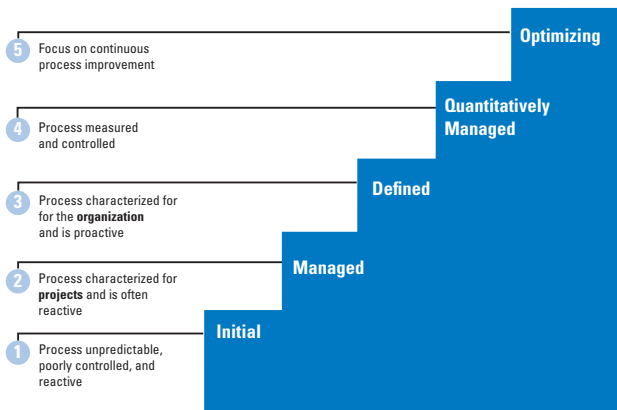 Optimizing
5
Focus on continuous
process improvement
Quantitatively
Managed
4
Process measured
and controlled
Defined
3
Process characterized for
for the organization
and is proactive
Managed
2
Process characterized for
projects and is often
reactive
Initial
1
Process unpredictable,
poorly controlled, and
reactive